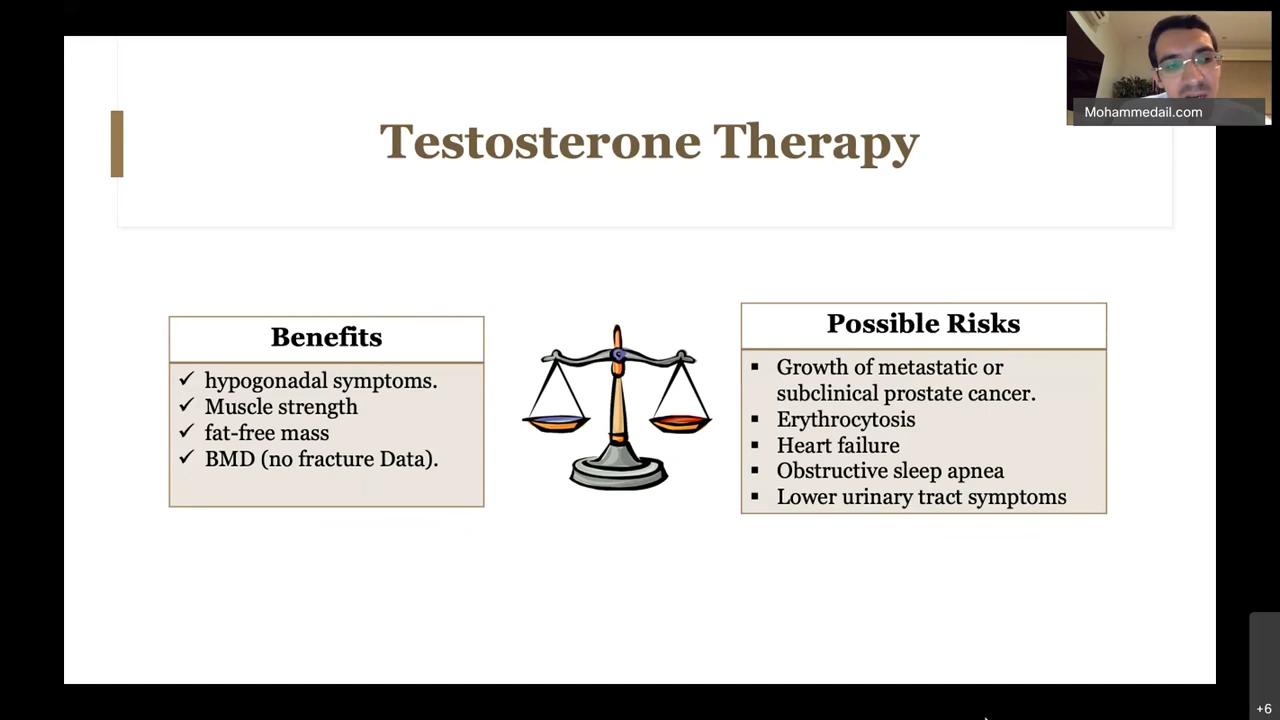 Mohammedail.com
Testosterone Therapy
Benefits
hypogonadal symptoms.
Muscle strength
fat-free mass
BMD (no fracture Data).
Possible Risks
Growth of metastatic or
subclinical prostate cancer.
Erythrocytosis
Heart failure
Obstructive sleep apnea
Lower urinary tract symptoms
+6